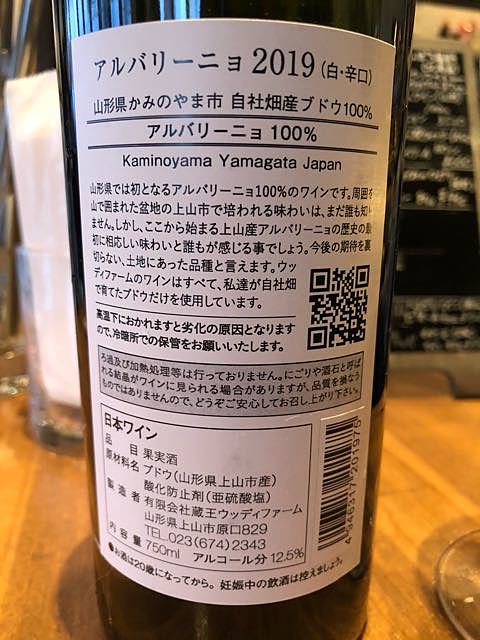 アルバリーニョ 2019 (白・辛口)
山形県かみのやま市 自社畑産ブドウ100%
アルバリーニョ 100%
Kaminoyama Yamagata Japan
山形県では初となるアルバリーニョ100%のワインです。周囲を
山で囲まれた盆地の上山市で培われる味わいは、まだ誰も知り
ません。しかし、ここから始まる上山産アルバリーニョの歴史の最
初に相応しい味わいと誰もが感じる事でしょう。今後の期待を裏
切らない、土地にあった品種と言えます。ウッ
ディファームのワインはすべて、私達が自社畑
で育てたブドウだけを使用しています。
高温下におかれますと劣化の原因となります
ので、冷暗所での保管をお願いいたします。
ろ過及び加熱処理等は行っておりません。にごりや酒石と呼ば
れる結晶がワインに見られる場合がありますが、品質を損なう
ものではありませんので、どうぞご安心してお召し上がり下さい。
日本ワイン
品 目 果実酒
原材料名 ブドウ(山形県上山市産)
酸化防止剤(亜硫酸塩)
製造者 有限会社蔵王ウッディファーム
山形県上山市原口829
TEL.023(674)2343
内容量 750ml アルコール分 12.5%
●お酒は20歳になってから。妊娠中の飲酒は控えましょう。
4 346317 201976